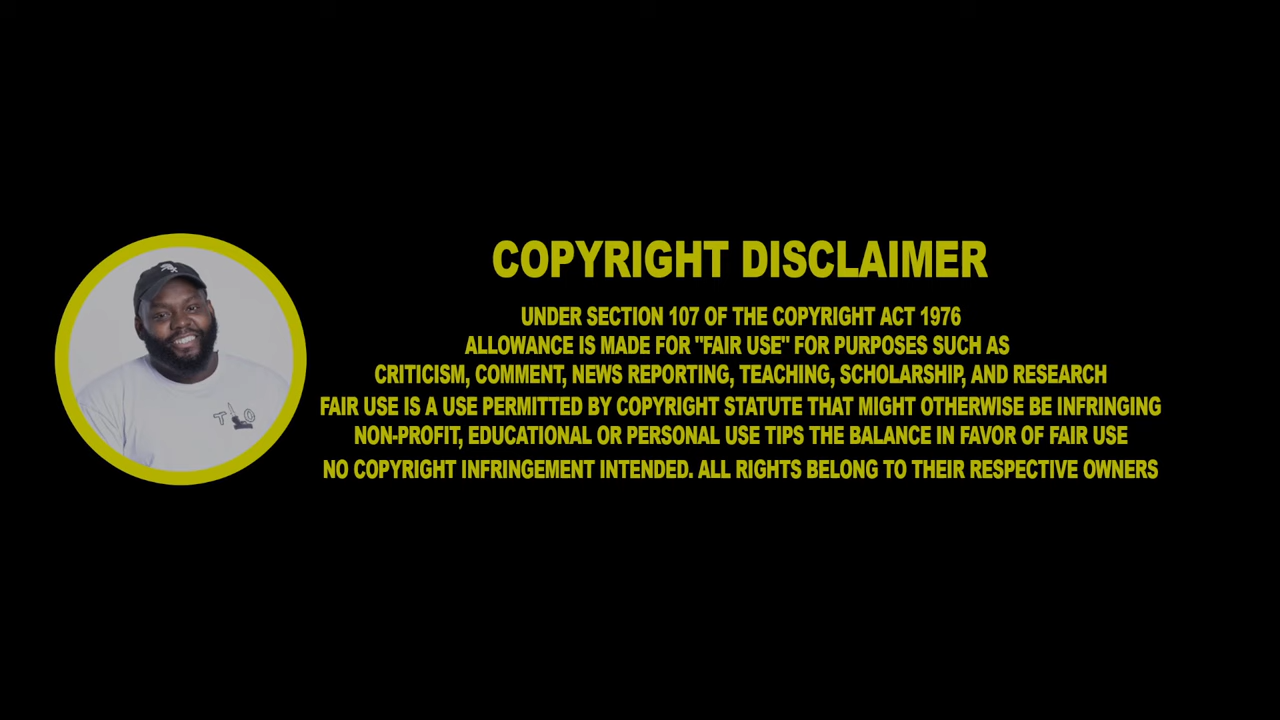 COPYRIGHT DISCLAIMER
UNDER SECTION 107 OF THE COPYRIGHT ACT 1976
ALLOWANCE IS MADE FOR "FAIR USE" FOR PURPOSES SUCH AS
CRITICISM, COMMENT, NEWS REPORTING, TEACHING, SCHOLARSHIP, AND RESEARCH
FAIR USE IS A USE PERMITTED BY COPYRIGHT STATUTE THAT MIGHT OTHERWISE BE INFRINGING
NON-PROFIT, EDUCATIONAL OR PERSONAL USE TIPS THE BALANCE IN FAVOR OF FAIR USE
NO COPYRIGHT INFRINGEMENT INTENDED. ALL RIGHTS BELONG TO THEIR RESPECTIVE OWNERS